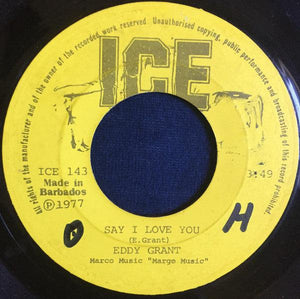 All rights of the manufacturer and of the owner of the recorded work reserved. Unauthorised copying, public performance and broadcasting of this record prohibited.
ICE
ICE 143
Made in
Barbados
℗ 1977
3:49
O
H
SAY I LOVE YOU
(E.Grant)
EDDY GRANT
Marco Music "Margo Music"